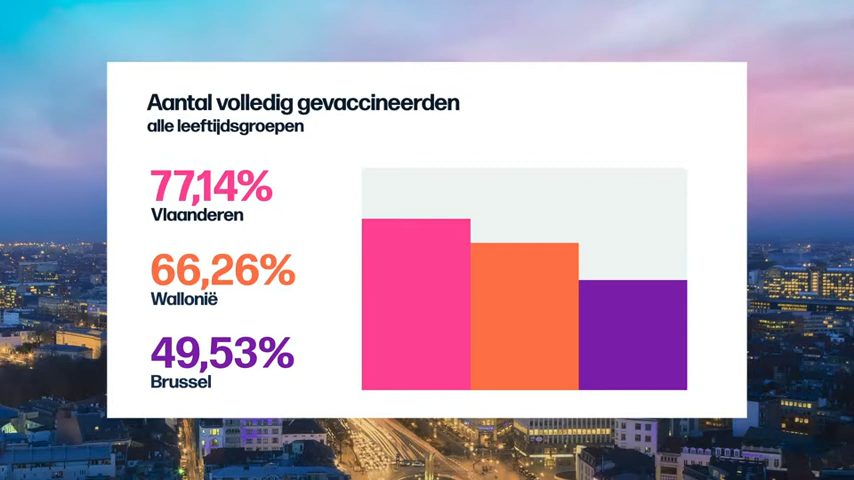 Aantal volledig gevaccineerden
alle leeftijdsgroepen
77,14%
Vlaanderen
66,26%
Wallonië
49,53%
Brussel